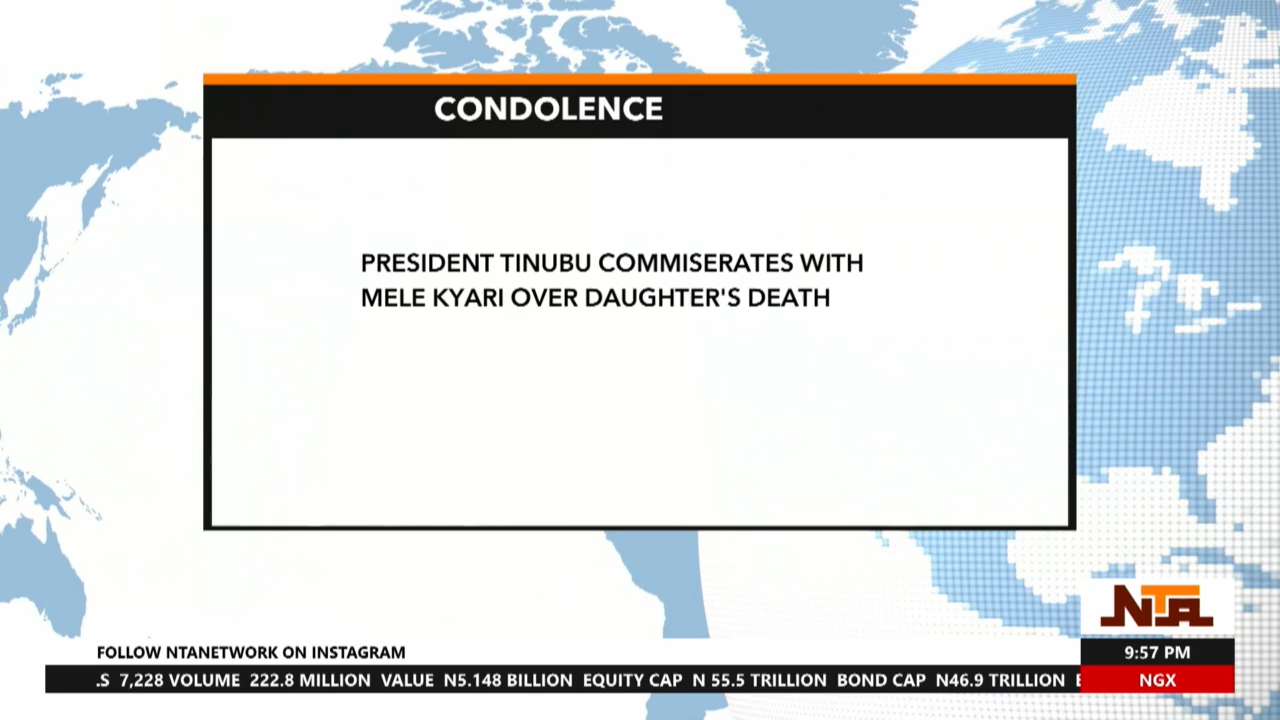 CONDOLENCE
PRESIDENT TINUBU COMMISERATES WITH
MELE KYARI OVER DAUGHTER'S DEATH
NTA
FOLLOW NTANETWORK ON INSTAGRAM
9:57 PM
.S 7,228 VOLUME 222.8 MILLION VALUE N5.148 BILLION EQUITY CAP N 55.5 TRILLION BOND CAP N46.9 TRILLION
NGX